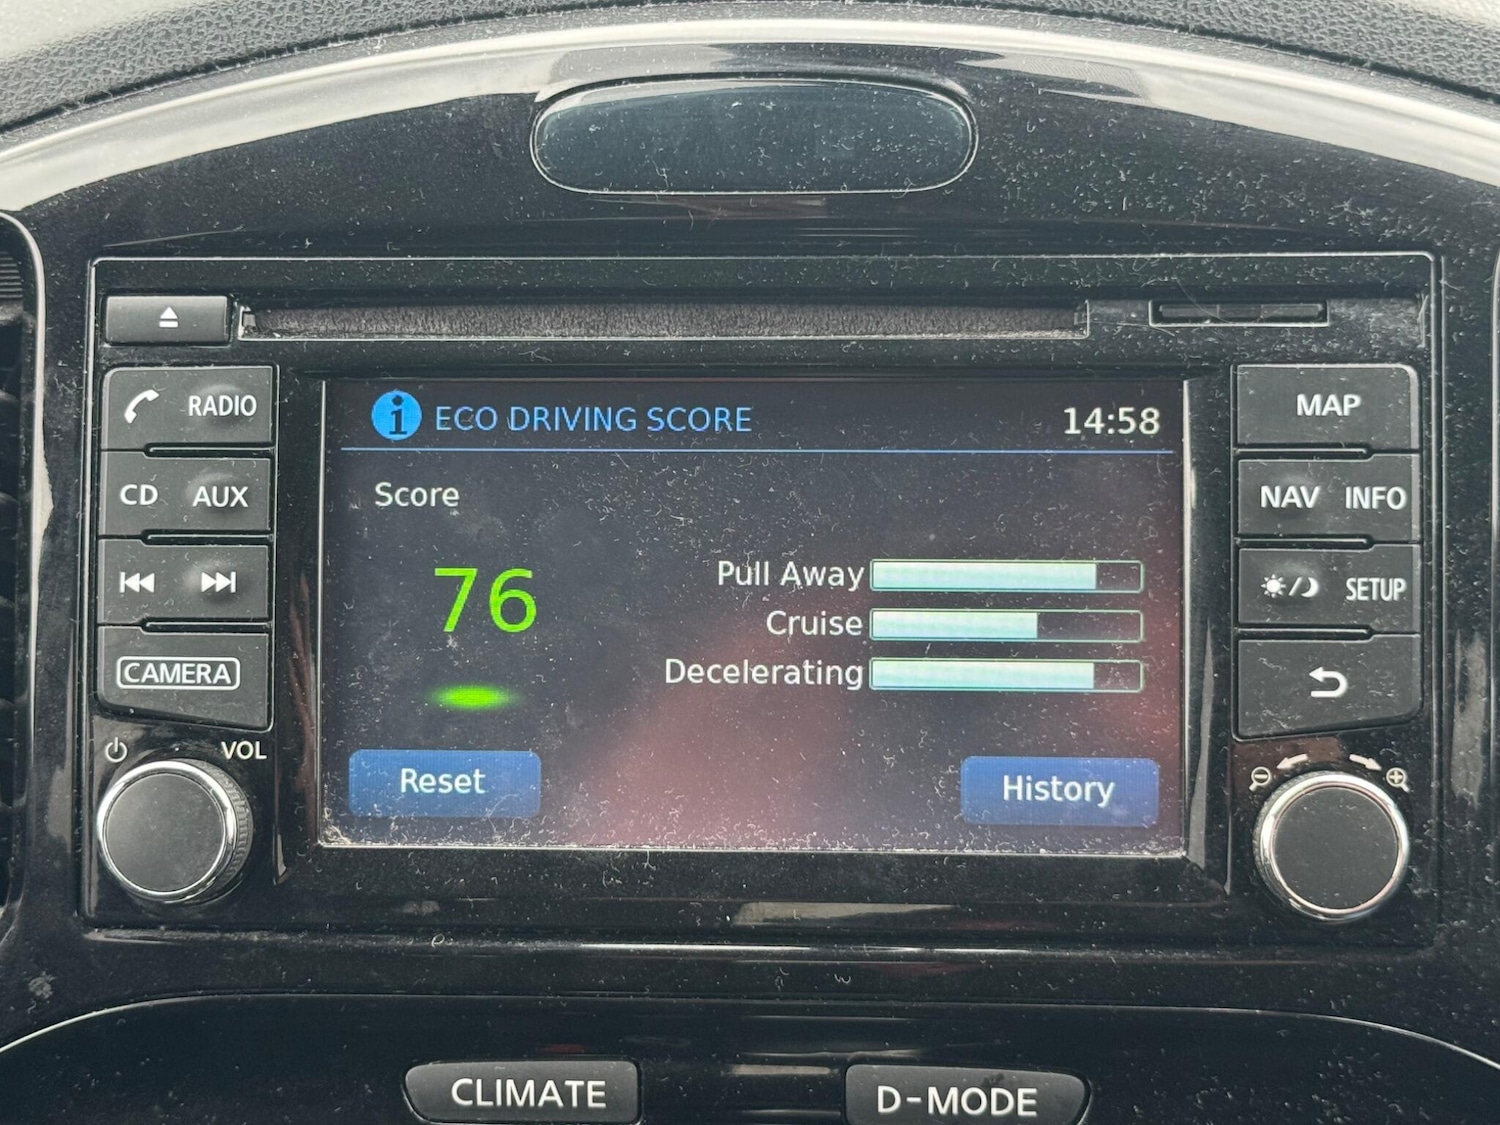 RADIO
CD AUX
CAMERA
VOL
i ECO DRIVING SCORE 14:58
Score
76
Pull Away
Cruise
Decelerating
Reset
History
MAP
NAV INFO
SETUP
CLIMATE
D-MODE